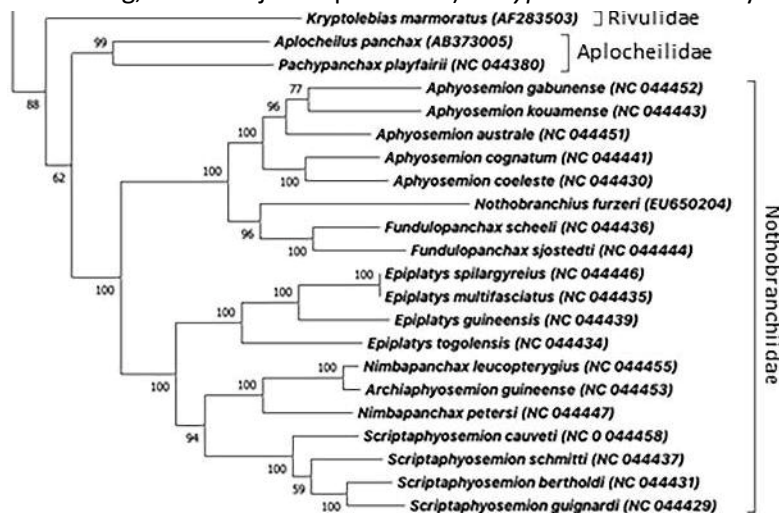 Kryptolebias marmoratus (AF283503)
Rivulidae
99
Aplocheilus panchax (AB373005)
Aplocheilidae
Pachypanchax playfairii (NC 044380)
88
77
Aphyosemion gabunense (NC 044452)
96
Aphyosemion kouamense (NC 044443)
100
Aphyosemion australe (NC 044451)
62
100
Aphyosemion cognatum (NC 044441)
100
Aphyosemion coeleste (NC 044430)
Nothobranchius furzeri (EU650204)
96
Fundulopanchax scheeli (NC 044436)
100
Fundulopanchax sjostedti (NC 044444)
100
100
Epiplatys spilargyreius (NC 044446)
100
Epiplatys multifasciatus (NC 044435)
100
Epiplatys guineensis (NC 044439)
Epiplatys togolensis (NC 044434)
100
100
Nimbapanchax leucopterygius (NC 044455)
100
Archiaphyosemion guineense (NC 044453)
Nimbapanchax petersi (NC 044447)
94
Scriptaphyosemion cauveti (NC 0 044458)
100
Scriptaphyosemion schmitti (NC 044437)
59
Scriptaphyosemion bertholdi (NC 044431)
100
Scriptaphyosemion guignardi (NC 044429)
Nothobranchiidae